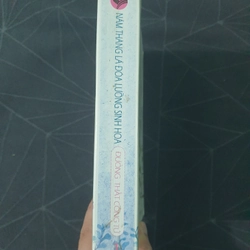 NĂM THÁNG LÀ ĐÓA LƯỠNG SINH HOA
ĐƯỜNG THẤT CÔNG TỬ